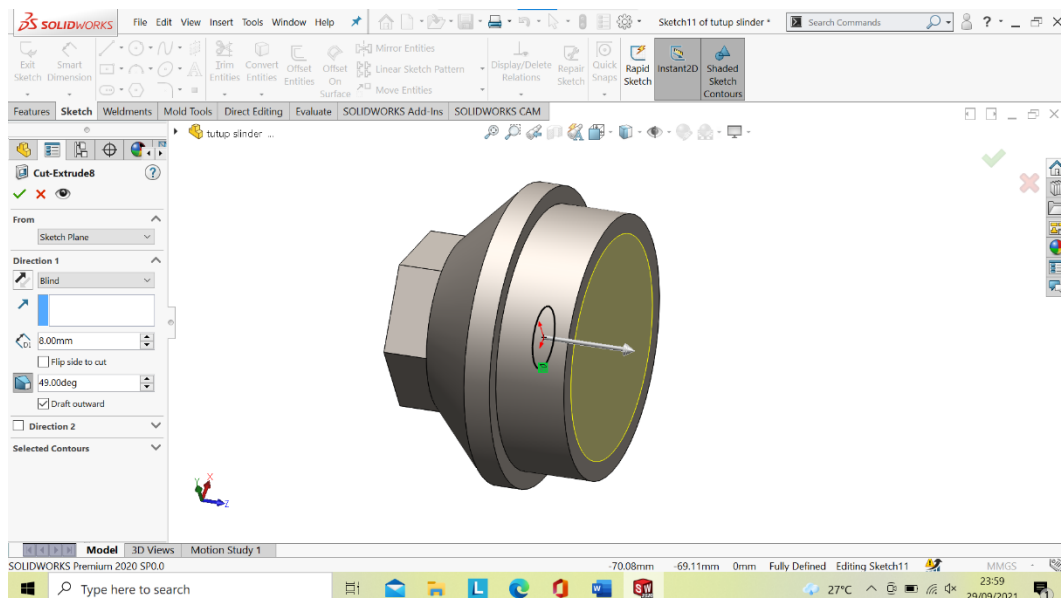 SOLIDWORKS File Edit View Insert Tools Window Help Sketch11 of tutup slinder * Search Commands
Exit Sketch Smart Dimension Trim Entities Convert Entities Offset Entities Offset On Surface Mirror Entities Linear Sketch Pattern Move Entities Display/Delete Relations Repair Sketch Quick Snaps Rapid Sketch Instant2D Shaded Sketch Contours
Features Sketch Weldments Mold Tools Direct Editing Evaluate SOLIDWORKS Add-Ins SOLIDWORKS CAM
tutup slinder ...
Cut-Extrude8
From
Sketch Plane
Direction 1
Blind
D1 8.00mm
Flip side to cut
49.00deg
Draft outward
Direction 2
Selected Contours
Y X Z
Model 3D Views Motion Study 1
SOLIDWORKS Premium 2020 SP0.0 -70.08mm -69.11mm 0mm Fully Defined Editing Sketch11 MMGS
Type here to search 27°C 23:59
29/09/2021